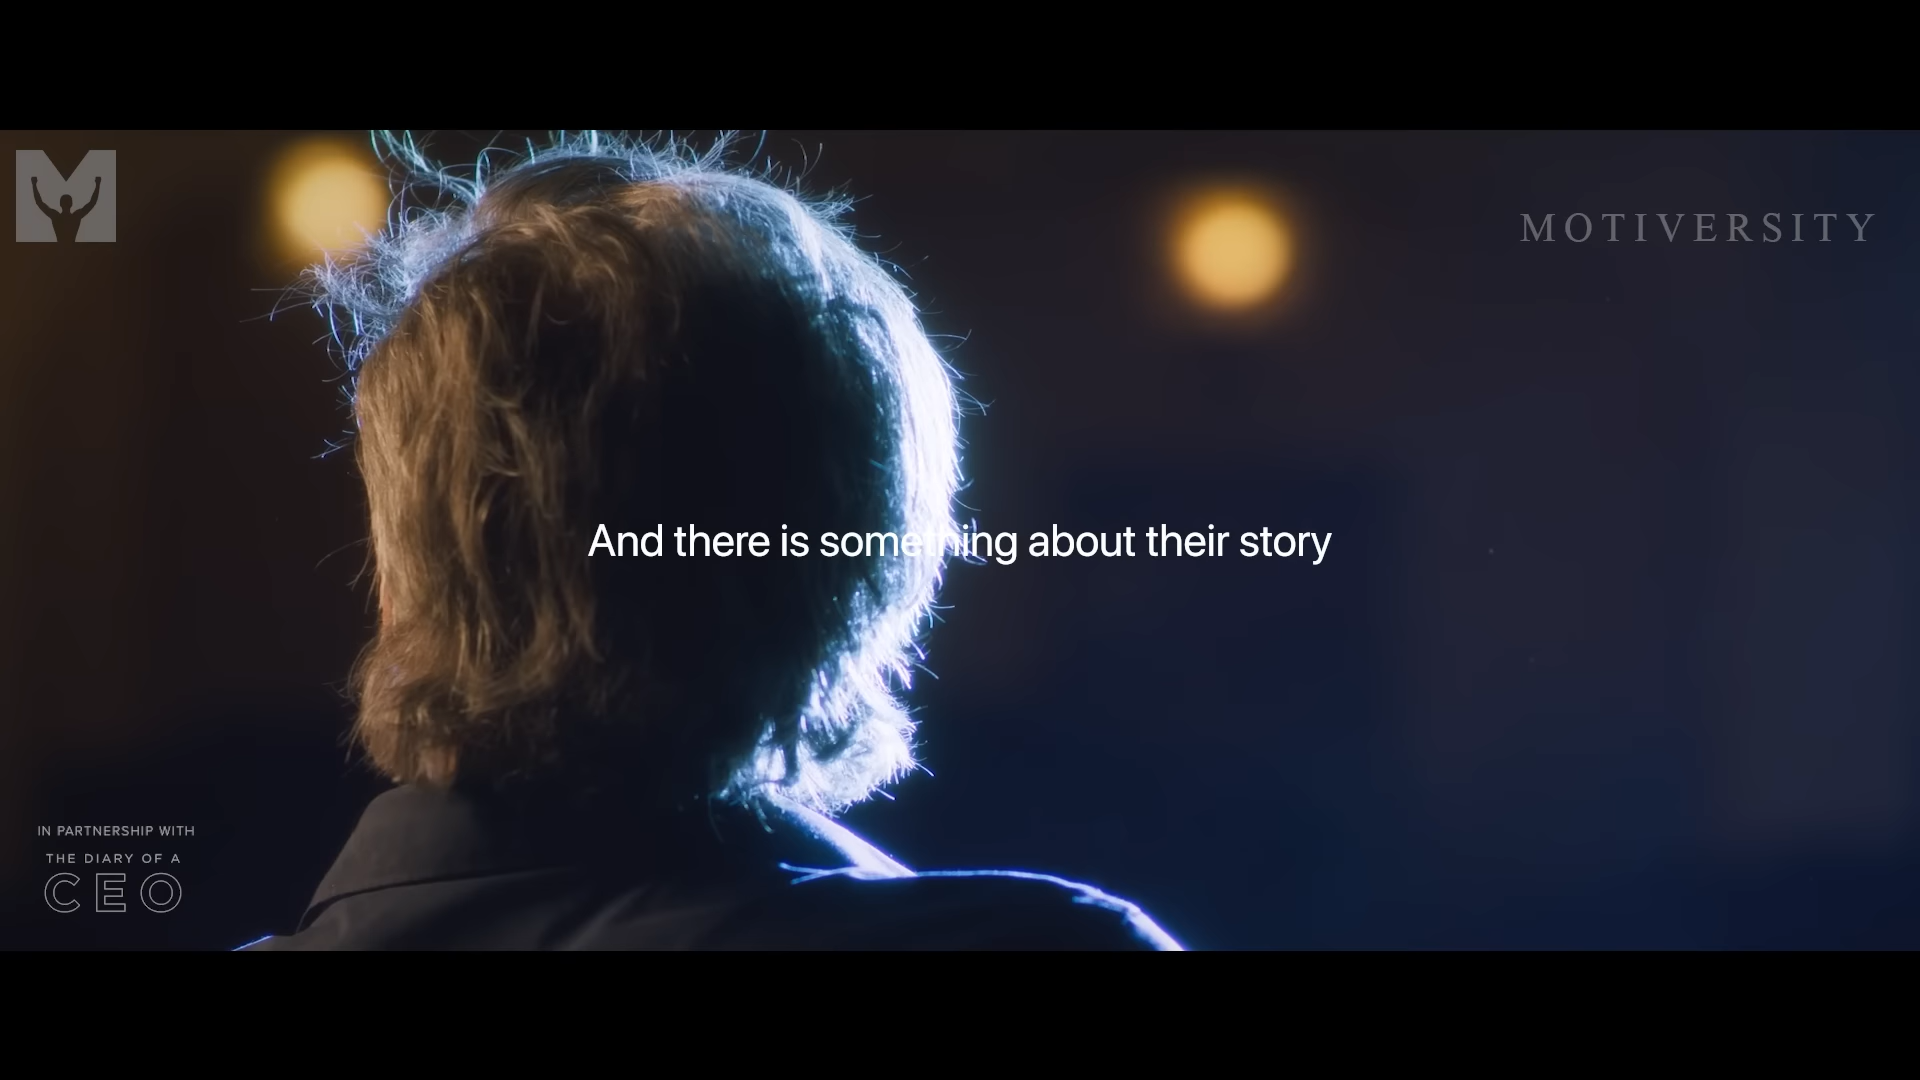 MOTIVERSITY
And there is something about their story
IN PARTNERSHIP WITH
THE DIARY OF A
CEO